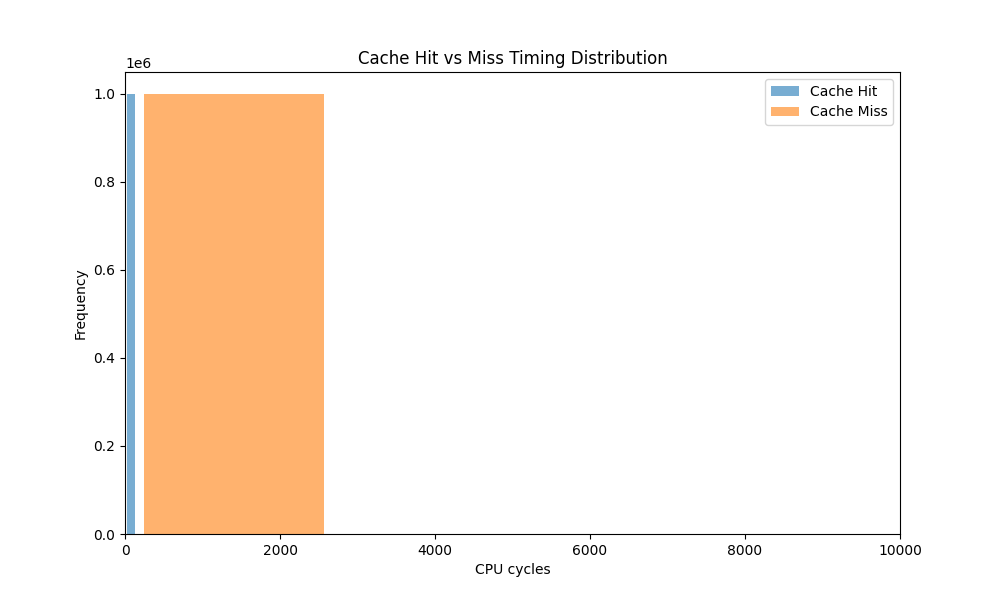 Cache Hit vs Miss Timing Distribution
1e6
Cache Hit
Cache Miss
1.0
0.8
0.6
0.4
0.2
0.0
Frequency
0 2000 4000 6000 8000 10000
CPU cycles